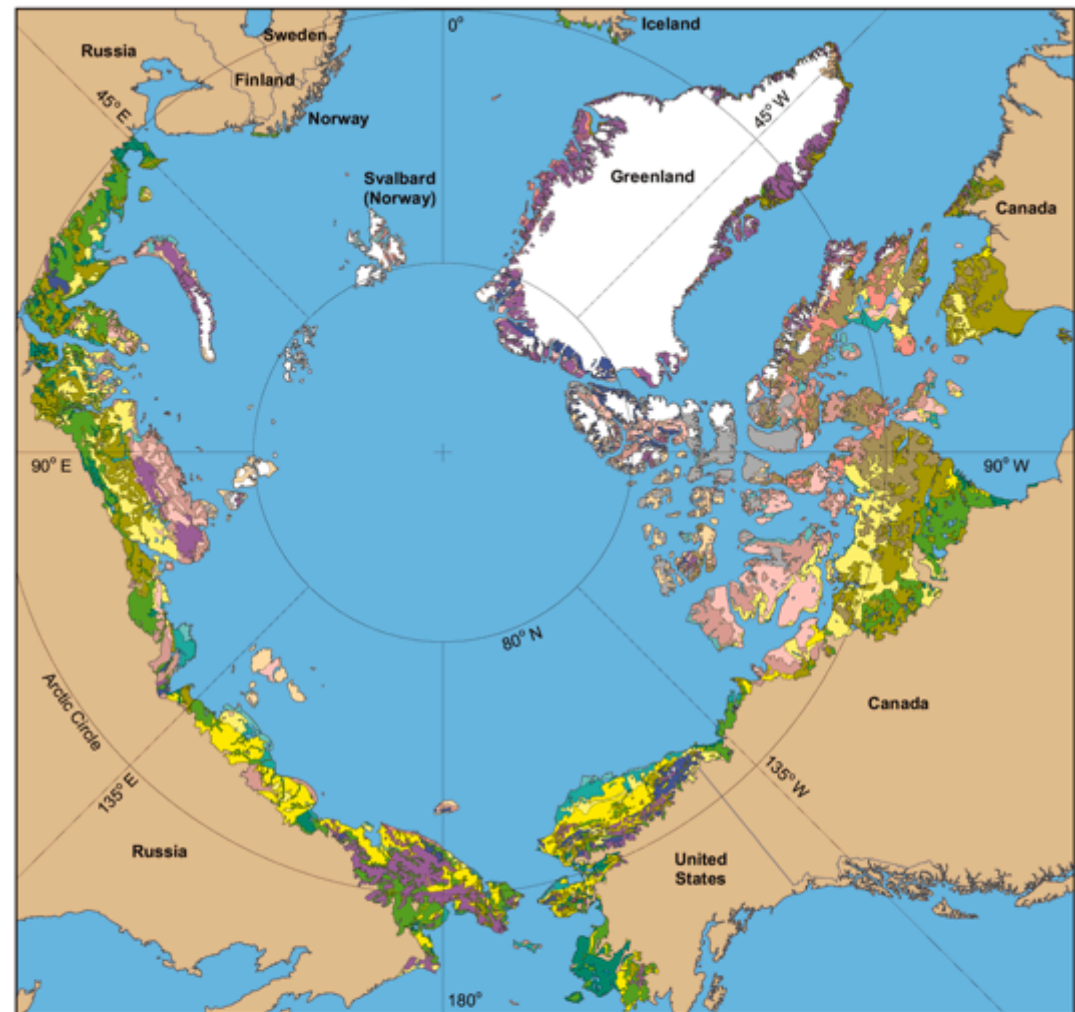 Sweden
0°
Iceland
Russia
Finland
45° E
45° W
Norway
Svalbard
(Norway)
Greenland
Canada
90° E
90° W
80° N
Arctic Circle
Canada
135° E
135° W
Russia
United
States
180°